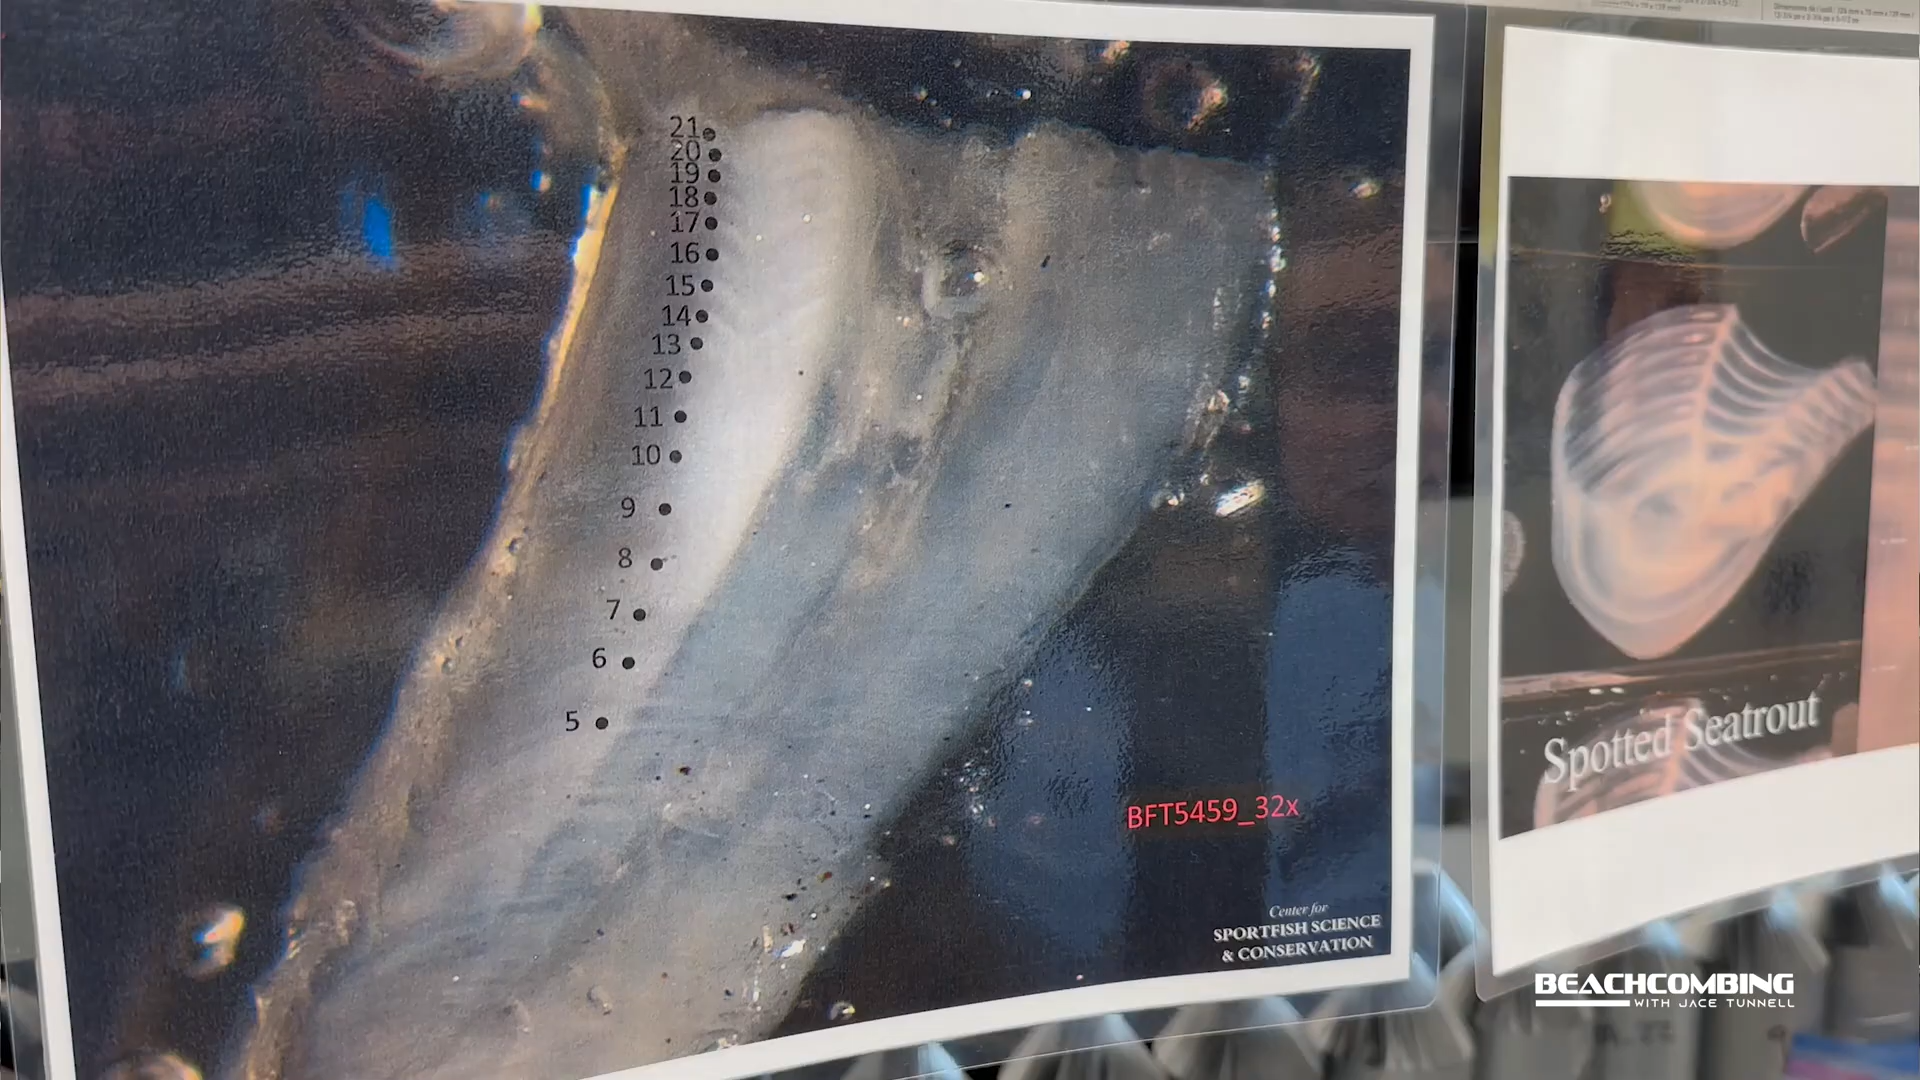 21
20
19
18
17
16
15
14
13
12
11
10
9
8
7
6
5
BFT5459_32x
Center for
SPORTFISH SCIENCE
& CONSERVATION
Spotted Seatrout
BEACHCOMBING
WITH JACE TUNNELL